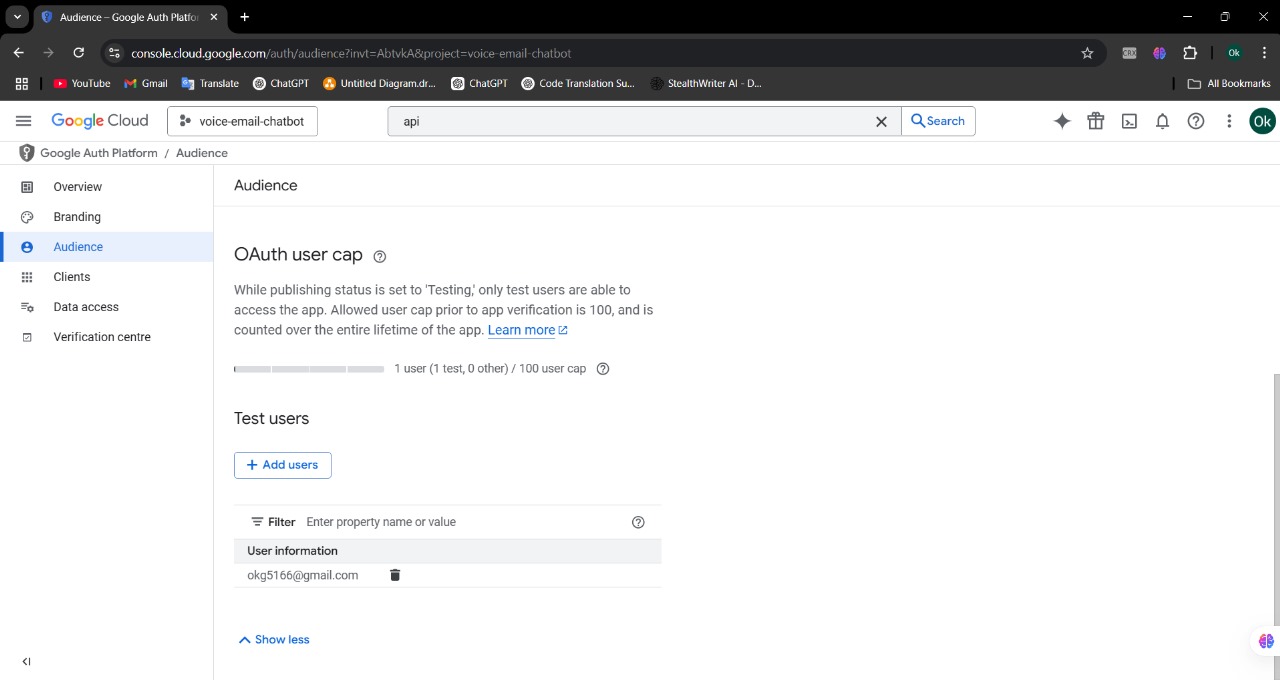 Audience – Google Auth Platfo
console.cloud.google.com/auth/audience?invt=AbtvkA&project=voice-email-chatbot
CRX
Ok
YouTube
Gmail
Translate
ChatGPT
Untitled Diagram.dr...
ChatGPT
Code Translation Su...
StealthWriter AI - D...
All Bookmarks
Google Cloud
voice-email-chatbot
api
Search
Ok
Google Auth Platform / Audience
Overview
Branding
Audience
Clients
Data access
Verification centre
Audience
OAuth user cap
While publishing status is set to 'Testing,' only test users are able to
access the app. Allowed user cap prior to app verification is 100, and is
counted over the entire lifetime of the app. Learn more
1 user (1 test, 0 other) / 100 user cap
Test users
+ Add users
Filter Enter property name or value
User information
okg5166@gmail.com
Show less